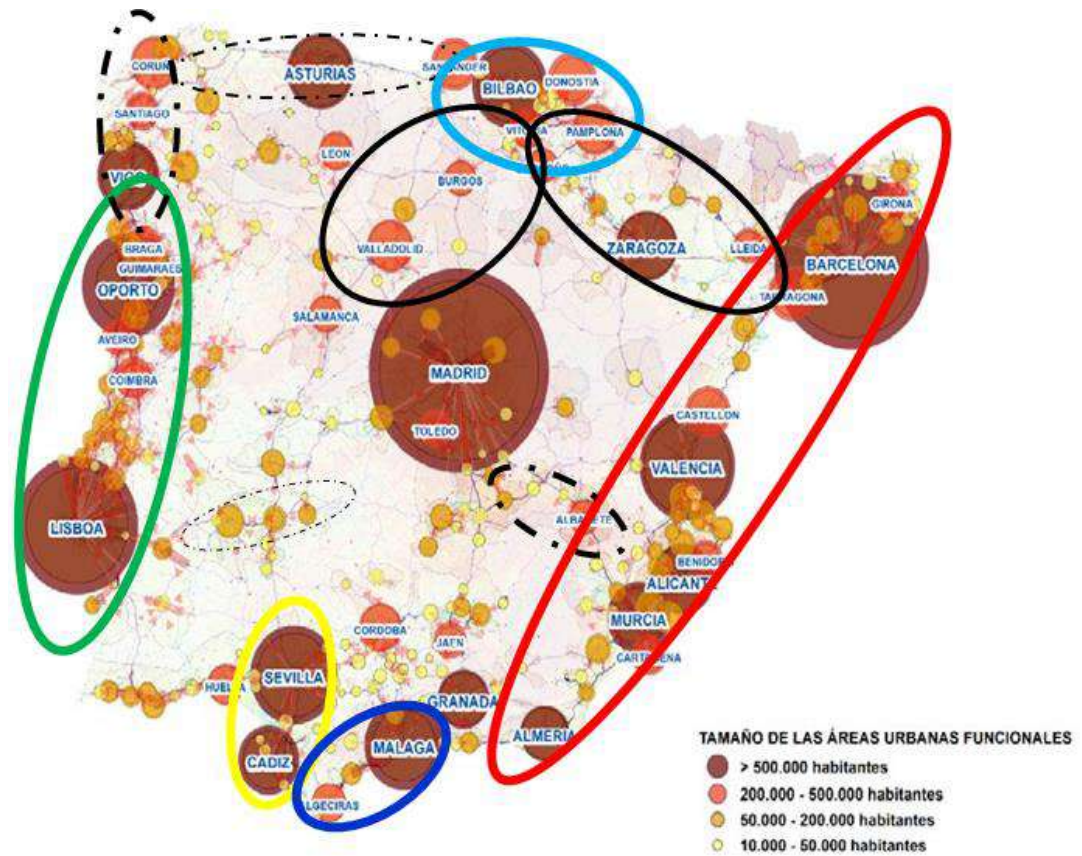 CORUÑ
ASTURIAS
SANTANDER
BILBAO
DONOSTIA
SANTIAGO
VITORIA
PAMPLONA
LEON
VIGO
BURGOS
GIRONA
BRAGA
VALLADOLID
ZARAGOZA
LLEIDA
GUIMARAES
BARCELONA
OPORTO
TARRAGONA
SALAMANCA
AVEIRO
MADRID
COIMBRA
CASTELLON
TOLEDO
VALENCIA
LISBOA
ALBACETE
BENIDOR
ALICANTE
MURCIA
CORDOBA
JAEN
CARTAGENA
HUELVA
SEVILLA
GRANADA
ALMERIA
MALAGA
CADIZ
ALGECIRAS
TAMAÑO DE LAS ÁREAS URBANAS FUNCIONALES
> 500.000 habitantes
200.000 - 500.000 habitantes
50.000 - 200.000 habitantes
10.000 - 50.000 habitantes